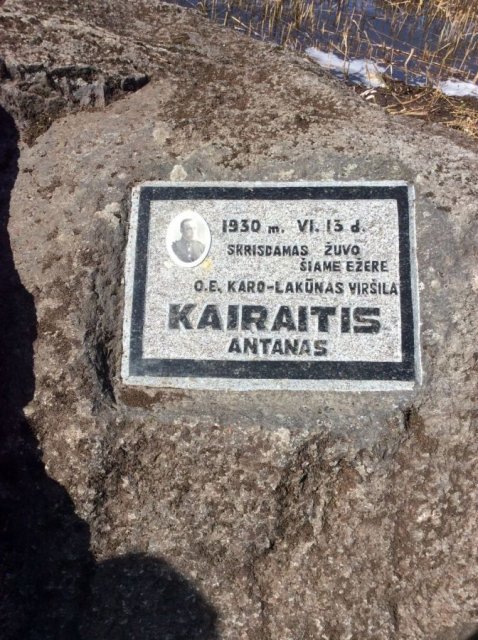 1930 m. VI. 13 d.
SKRISDAMAS ŽUVO
ŠIAME EŽERE
O.E. KARO-LAKŪNAS VIRŠILA
KAIRAITIS
ANTANAS